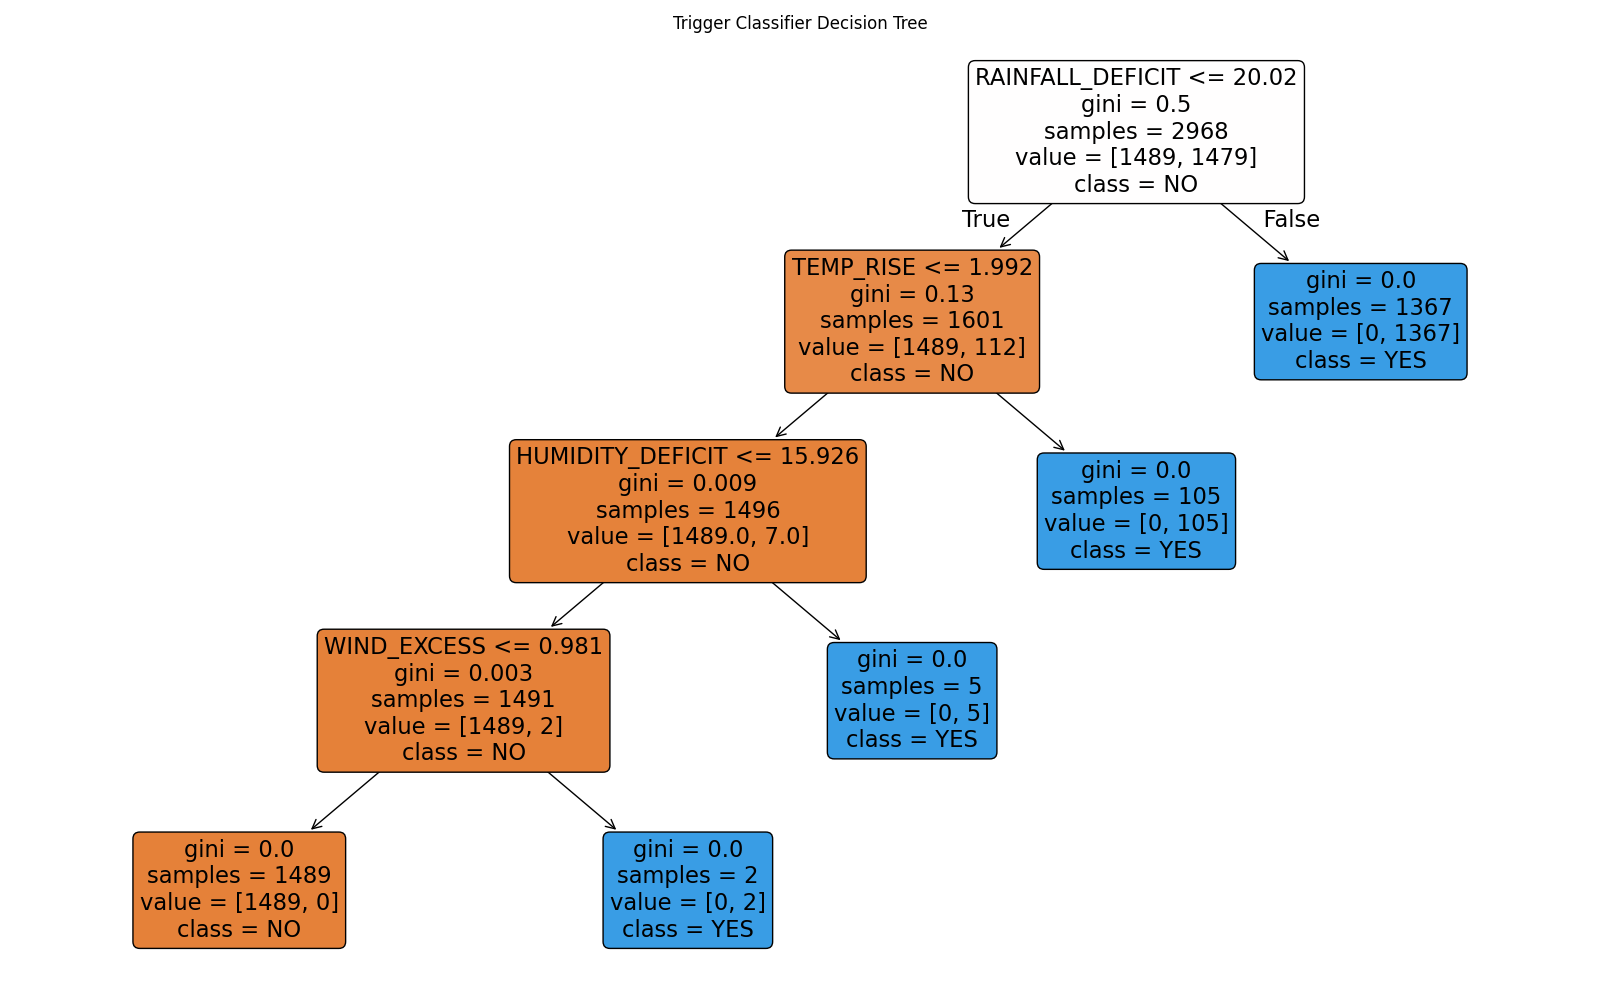 Trigger Classifier Decision Tree
RAINFALL_DEFICIT <= 20.02
gini = 0.5
samples = 2968
value = [1489, 1479]
class = NO
True
False
TEMP_RISE <= 1.992
gini = 0.13
samples = 1601
value = [1489, 112]
class = NO
gini = 0.0
samples = 1367
value = [0, 1367]
class = YES
HUMIDITY_DEFICIT <= 15.926
gini = 0.009
samples = 1496
value = [1489.0, 7.0]
class = NO
gini = 0.0
samples = 105
value = [0, 105]
class = YES
WIND_EXCESS <= 0.981
gini = 0.003
samples = 1491
value = [1489, 2]
class = NO
gini = 0.0
samples = 5
value = [0, 5]
class = YES
gini = 0.0
samples = 1489
value = [1489, 0]
class = NO
gini = 0.0
samples = 2
value = [0, 2]
class = YES